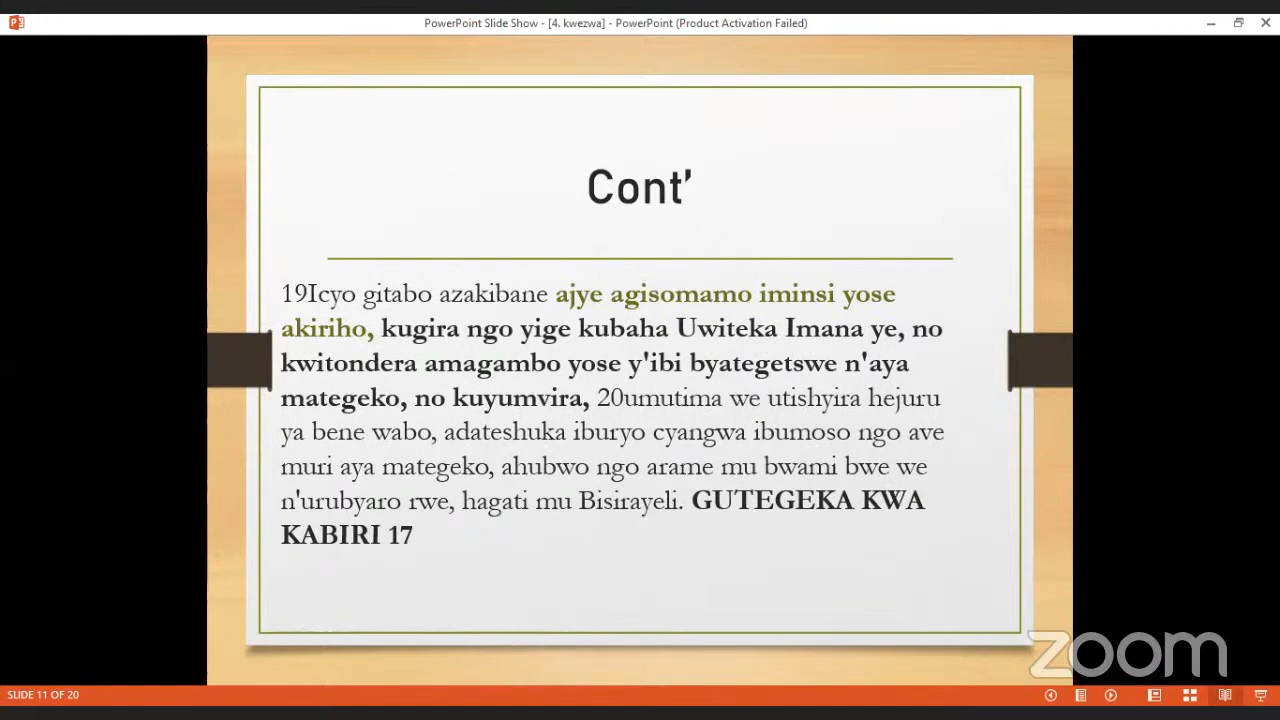 PowerPoint Slide Show - [4. kwezwa] - PowerPoint (Product Activation Failed)
Cont'
19Icyo gitabo azakibane ajye agisomamo iminsi yose
akiriho, kugira ngo yige kubaha Uwiteka Imana ye, no
kwitondera amagambo yose y'ibi byategetswe n'aya
mategeko, no kuyumvira, 20umutima we utishyira hejuru
ya bene wabo, adateshuka iburyo cyangwa ibumoso ngo ave
muri aya mategeko, ahubwo ngo arame mu bwami bwe we
n'urubyaro rwe, hagati mu Bisirayeli. GUTEGEKA KWA
KABIRI 17
zoom
SLIDE 11 OF 20